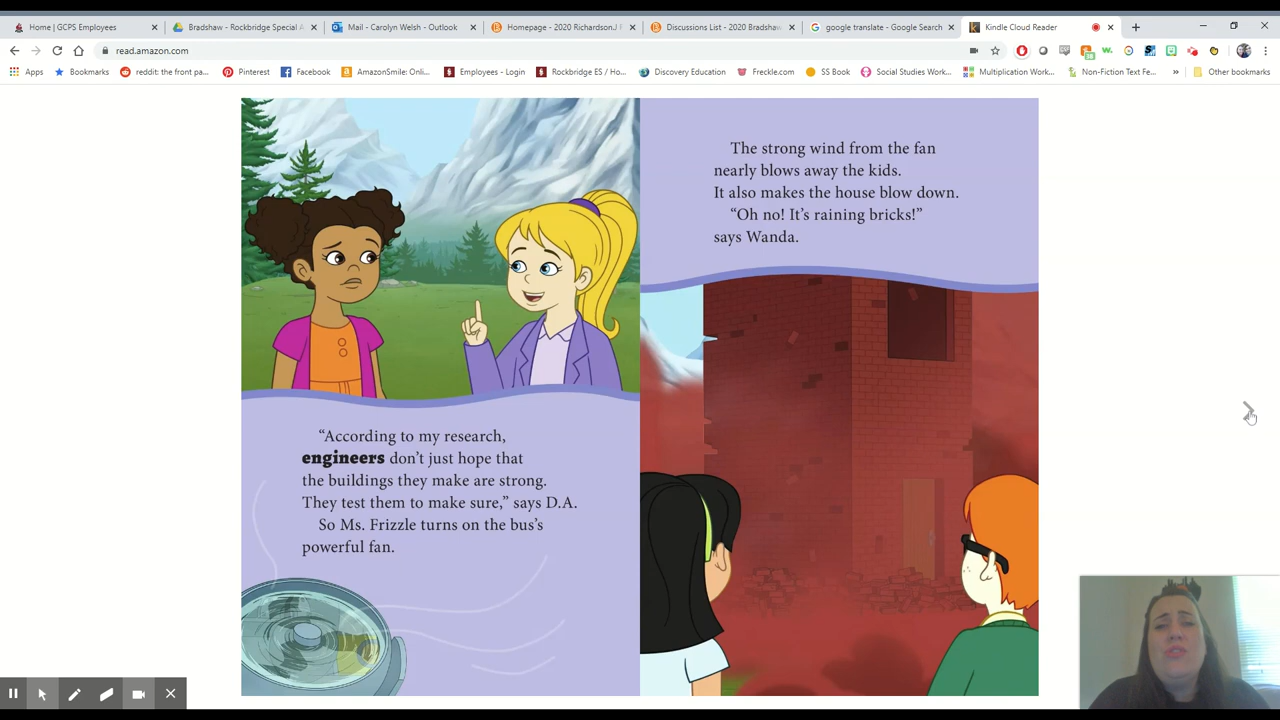 Home | GCPS Employees
Bradshaw - Rockbridge Special A
Mail - Carolyn Welsh - Outlook
Homepage - 2020 Richardson.J F
Discussions List - 2020 Bradshaw
google translate - Google Search
Kindle Cloud Reader
read.amazon.com
Apps
Bookmarks
reddit: the front pa...
Pinterest
Facebook
AmazonSmile: Onli...
Employees - Login
Rockbridge ES / Ho...
Discovery Education
Freckle.com
SS Book
Social Studies Work...
Multiplication Work...
Non-Fiction Text Fe...
»
Other bookmarks
“According to my research,
engineers don’t just hope that
the buildings they make are strong.
They test them to make sure,” says D.A.
So Ms. Frizzle turns on the bus’s
powerful fan.
The strong wind from the fan
nearly blows away the kids.
It also makes the house blow down.
“Oh no! It’s raining bricks!”
says Wanda.